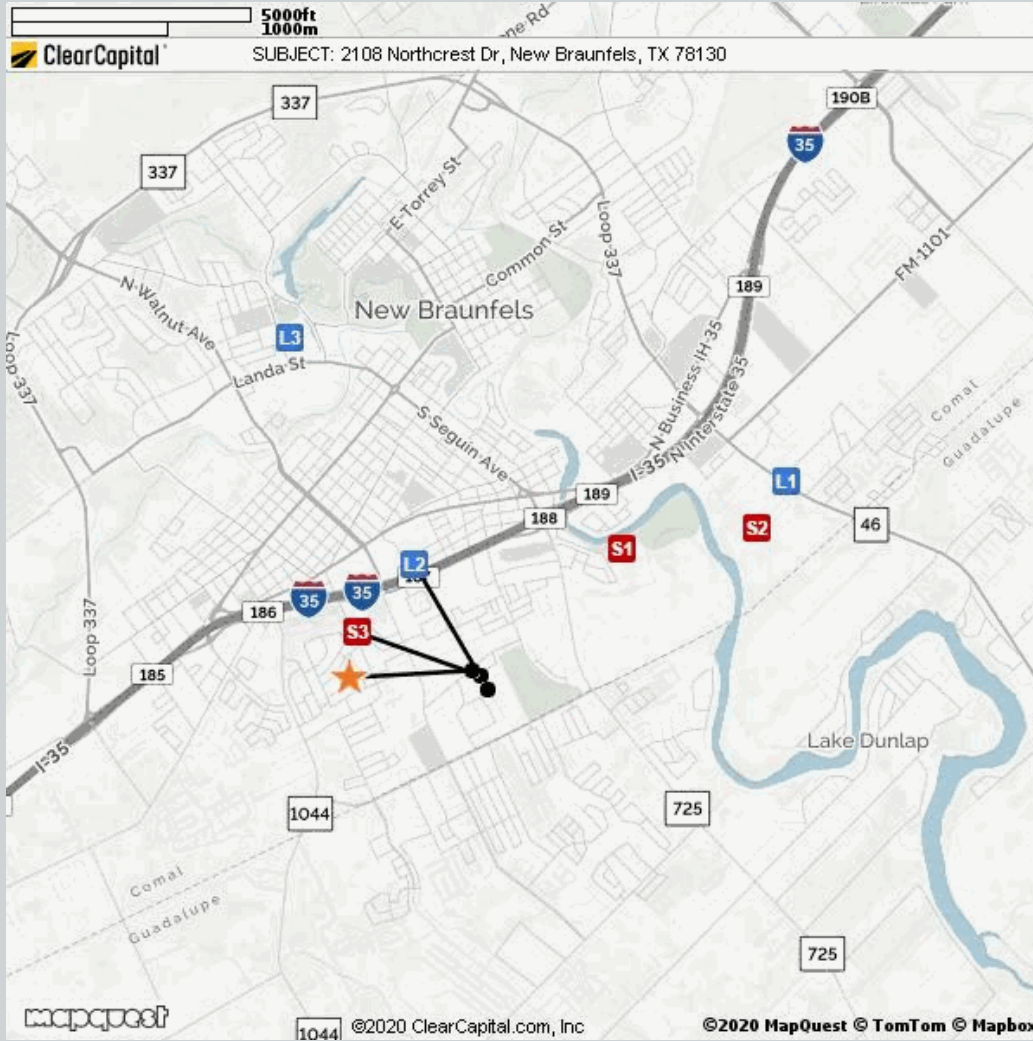 5000ft
1000m
ne Rd
ClearCapital
SUBJECT: 2108 Northcrest Dr, New Braunfels, TX 78130
337
190B
35
337
E Torrey St
Common St
Loop 337
FM 1101
N Walnut Ave
189
New Braunfels
L3
Landa St
Loop 337
N Business IH 35
N Interstate 35
Comal
Guadalupe
S Seguin Ave
I-35
189
L1
188
S2
46
S1
L2
35
35
186
S3
Loop 337
185
I-35
Lake Dunlap
1044
725
Comal
Guadalupe
725
mapquest
1044
©2020 ClearCapital.com, Inc
©2020 MapQuest © TomTom © Mapbox